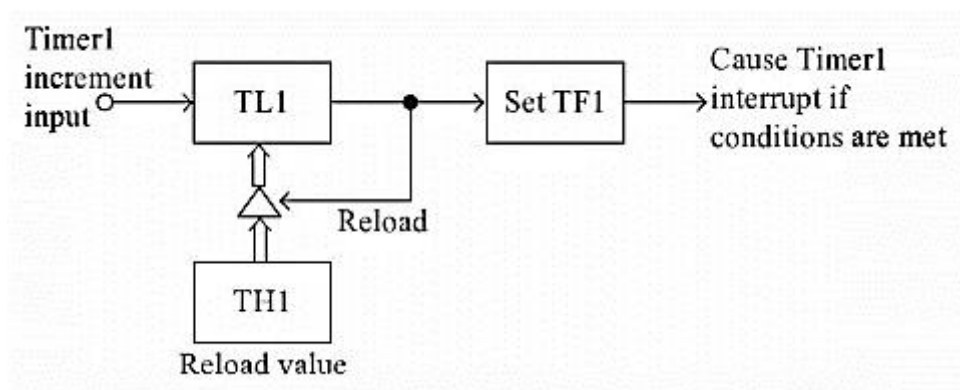 Timer1
increment
input
TL1
Set TF1
Cause Timer1
interrupt if
conditions are met
Reload
TH1
Reload value